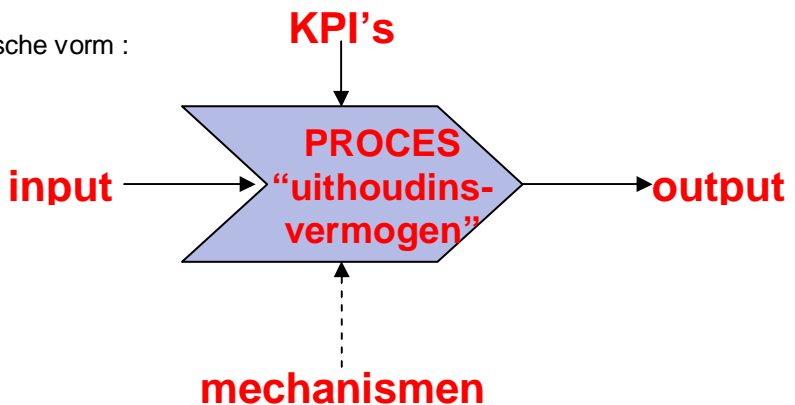 KPI’s
sche vorm :
PROCES
“uithoudins-
vermogen”
input
output
mechanismen